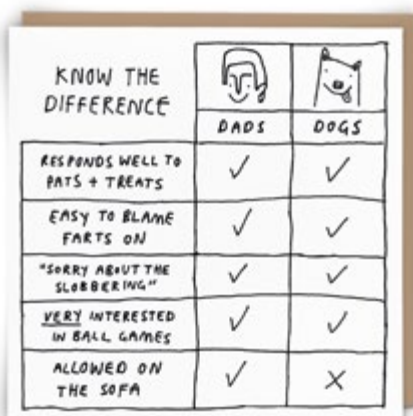 KNOW THE
DIFFERENCE
DADS
DOGS
RESPONDS WELL TO
PATS + TREATS
EASY TO BLAME
FARTS ON
"SORRY ABOUT THE
SLOBBERING"
VERY INTERESTED
IN BALL GAMES
ALLOWED ON
THE SOFA